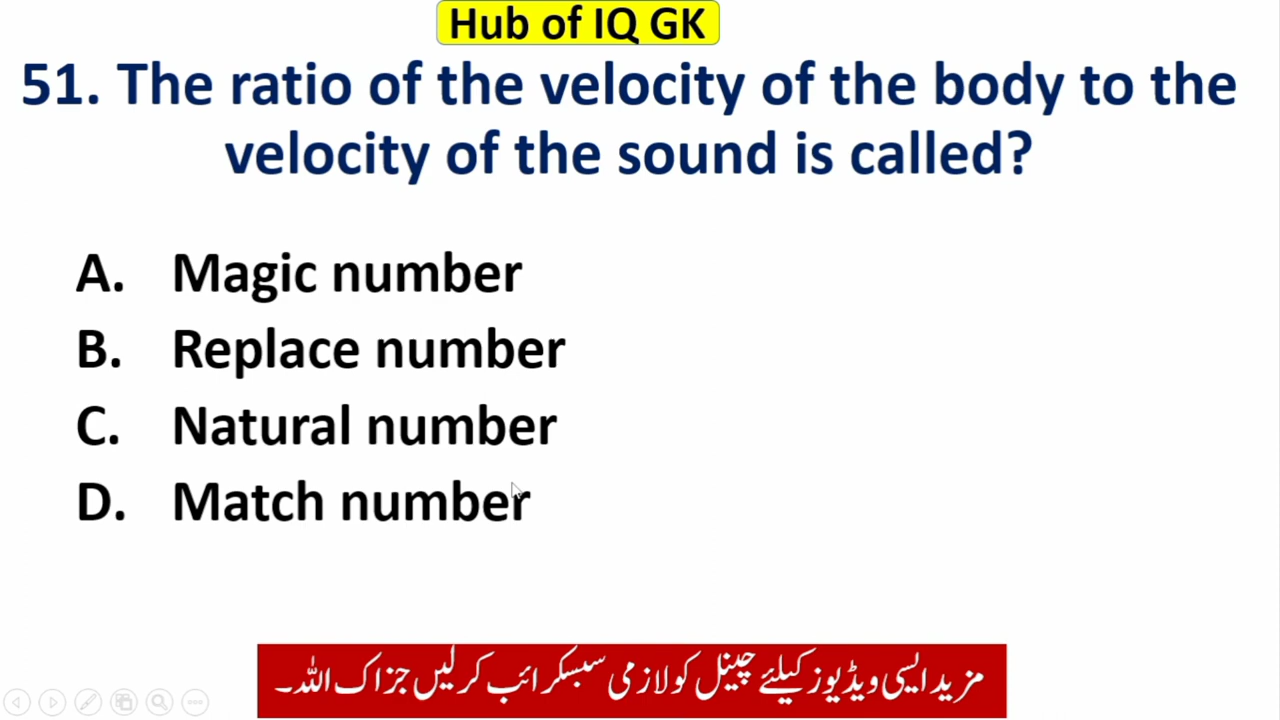 Hub of IQ GK
51. The ratio of the velocity of the body to the
velocity of the sound is called?
A. Magic number
B. Replace number
C. Natural number
D. Match number
مزید ایسی ویڈیوز کیلئے چینل کو لازمی سبسکرائب کرلیں جزاک اللہ۔